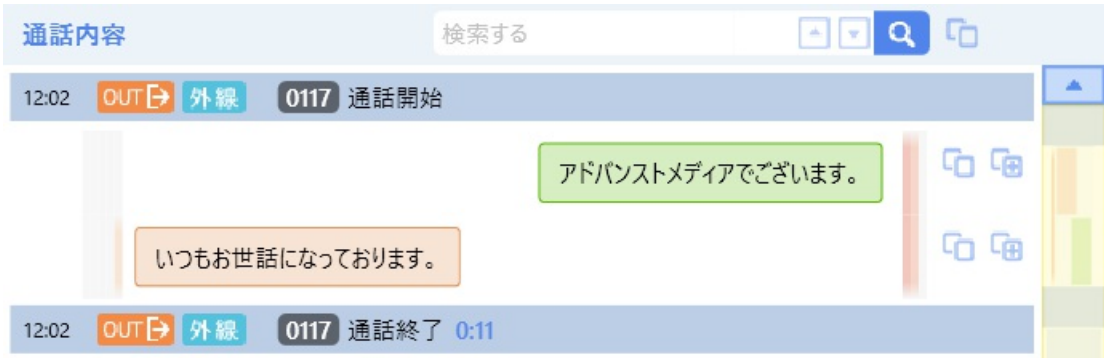 通話内容 検索する
12:02 OUT 外線 0117 通話開始
アドバンストメディアでございます。
いつもお世話になっております。
12:02 OUT 外線 0117 通話終了 0:11